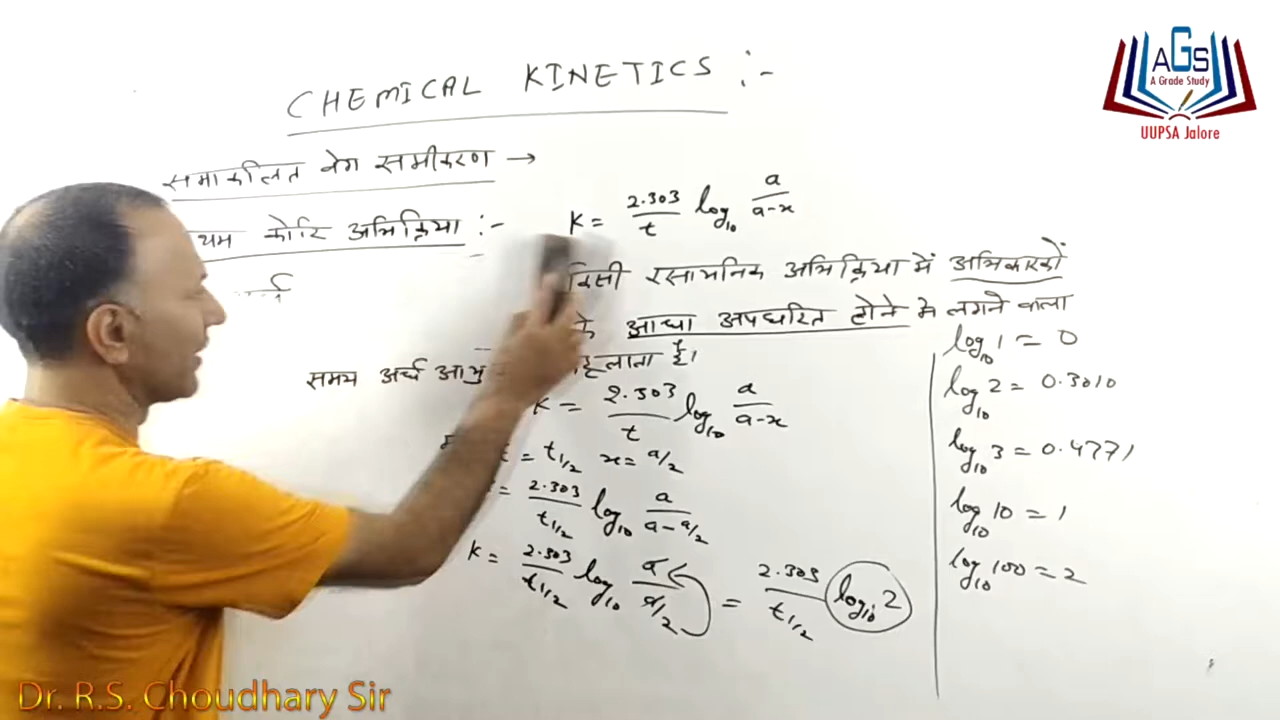 CHEMICAL KINETICS :-
AGS
A Grade Study
UUPSA Jalore
समाकलित वेग समीकरण →
थम कोटि अभिक्रिया :-
K = 2.303/t log₁₀ a/a-x
किसी रसायनिक अभिक्रिया में अभिकारकों
के आधा अपघटित होने मे लगने वाला
समय अर्ध आयु हलाता है।
K = 2.303/t log₁₀ a/a-x
t = t1/2 x = a/2
= 2.303/t1/2 log₁₀ a/a-a/2
K = 2.303/t1/2 log₁₀ a/a/2 = 2.303/t1/2 log₁₀ 2
log₁₀ 1 = 0
log₁₀ 2 = 0.3010
log₁₀ 3 = 0.4771
log₁₀ 10 = 1
log₁₀ 100 = 2
Dr. R.S. Choudhary Sir